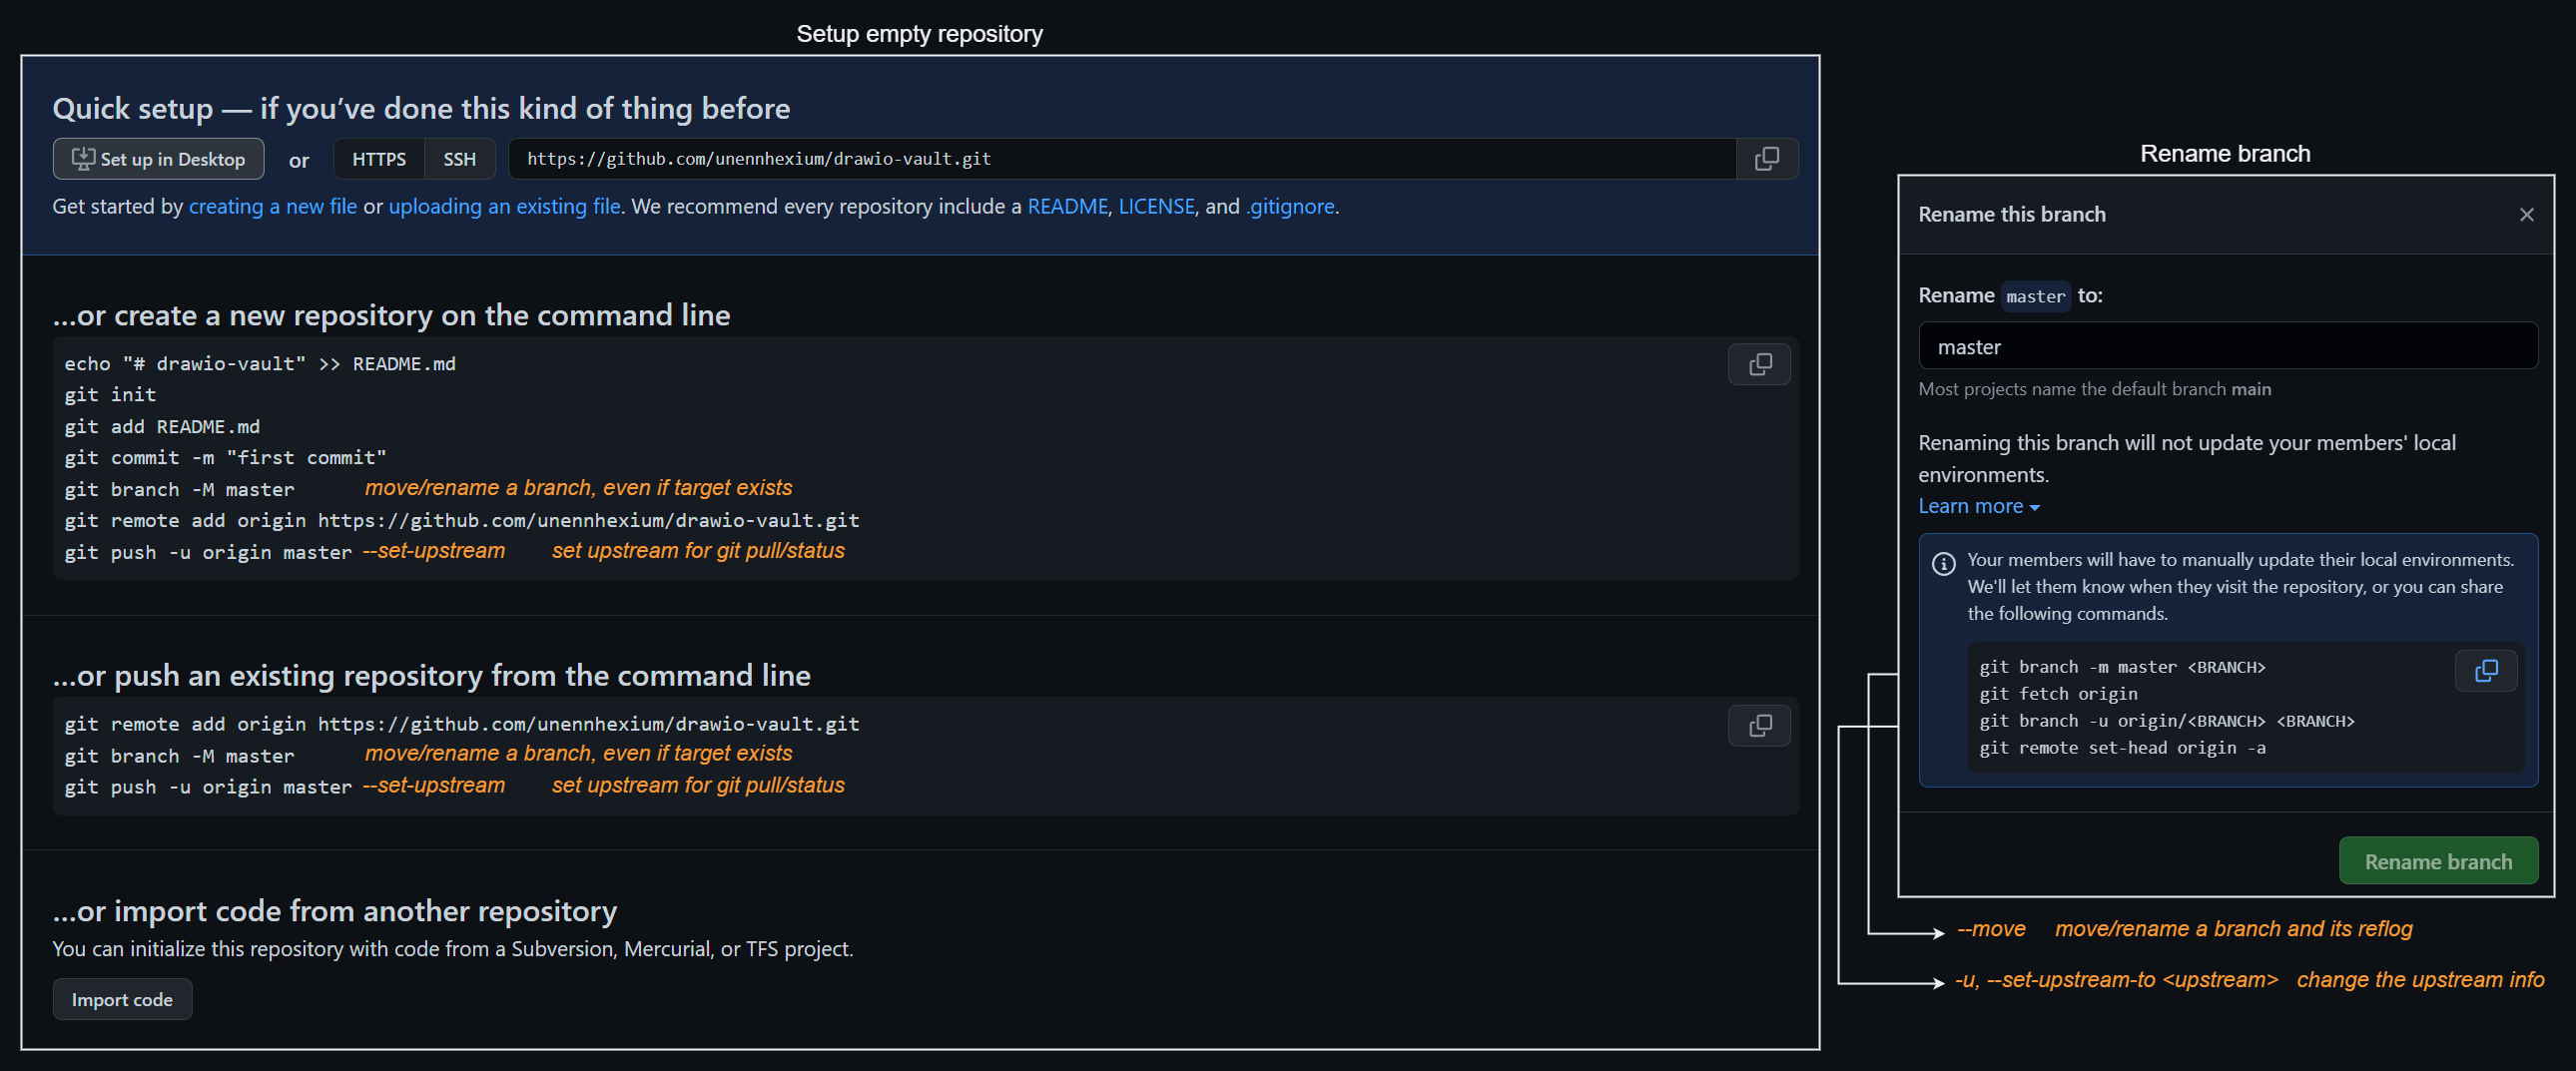 Setup empty repository
Quick setup — if you’ve done this kind of thing before
Set up in Desktop or HTTPS SSH https://github.com/unennhexium/drawio-vault.git
Get started by creating a new file or uploading an existing file. We recommend every repository include a README, LICENSE, and .gitignore.
…or create a new repository on the command line
echo "# drawio-vault" >> README.md
git init
git add README.md
git commit -m "first commit"
git branch -M master move/rename a branch, even if target exists
git remote add origin https://github.com/unennhexium/drawio-vault.git
git push -u origin master --set-upstream set upstream for git pull/status
…or push an existing repository from the command line
git remote add origin https://github.com/unennhexium/drawio-vault.git
git branch -M master move/rename a branch, even if target exists
git push -u origin master --set-upstream set upstream for git pull/status
…or import code from another repository
You can initialize this repository with code from a Subversion, Mercurial, or TFS project.
Import code
Rename branch
Rename this branch
Rename master to:
master
Most projects name the default branch main
Renaming this branch will not update your members' local
environments.
Learn more
Your members will have to manually update their local environments.
We'll let them know when they visit the repository, or you can share
the following commands.
git branch -m master <BRANCH>
git fetch origin
git branch -u origin/<BRANCH> <BRANCH>
git remote set-head origin -a
Rename branch
--move move/rename a branch and its reflog
-u, --set-upstream-to <upstream> change the upstream info